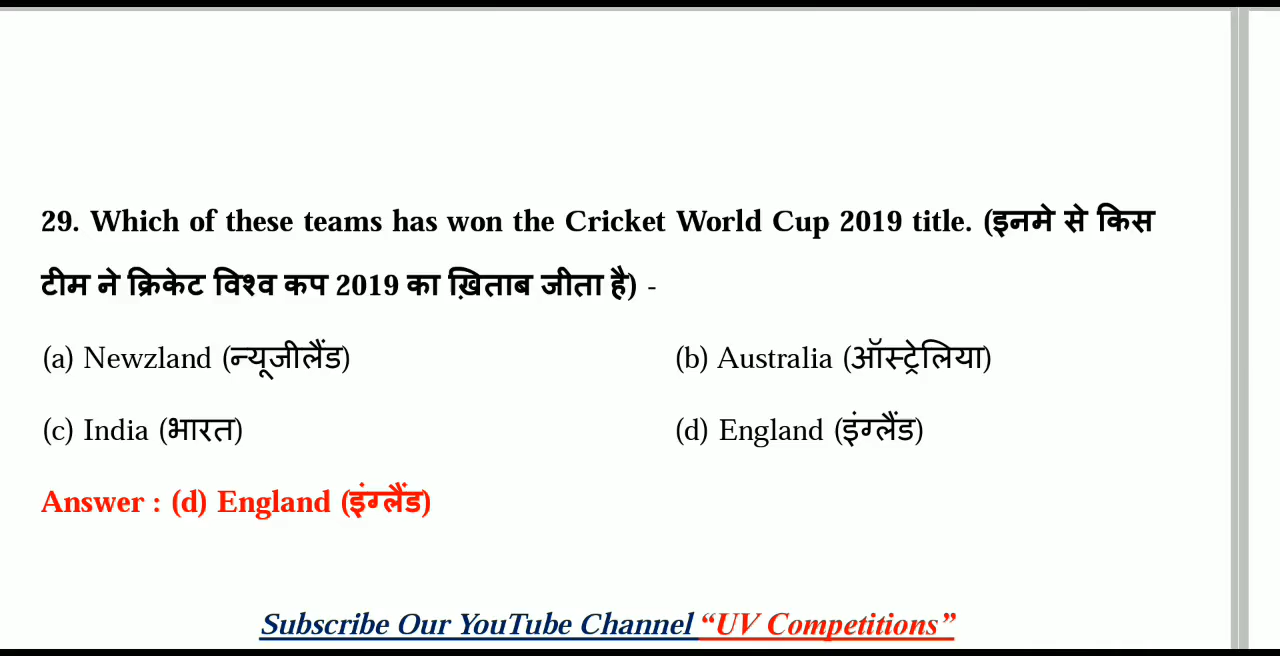 29. Which of these teams has won the Cricket World Cup 2019 title. (इनमे से किस
टीम ने क्रिकेट विश्व कप 2019 का ख़िताब जीता है) -
(a) Newzland (न्यूजीलैंड) (b) Australia (ऑस्ट्रेलिया)
(c) India (भारत) (d) England (इंग्लैंड)
Answer : (d) England (इंग्लैंड)
Subscribe Our YouTube Channel “UV Competitions”